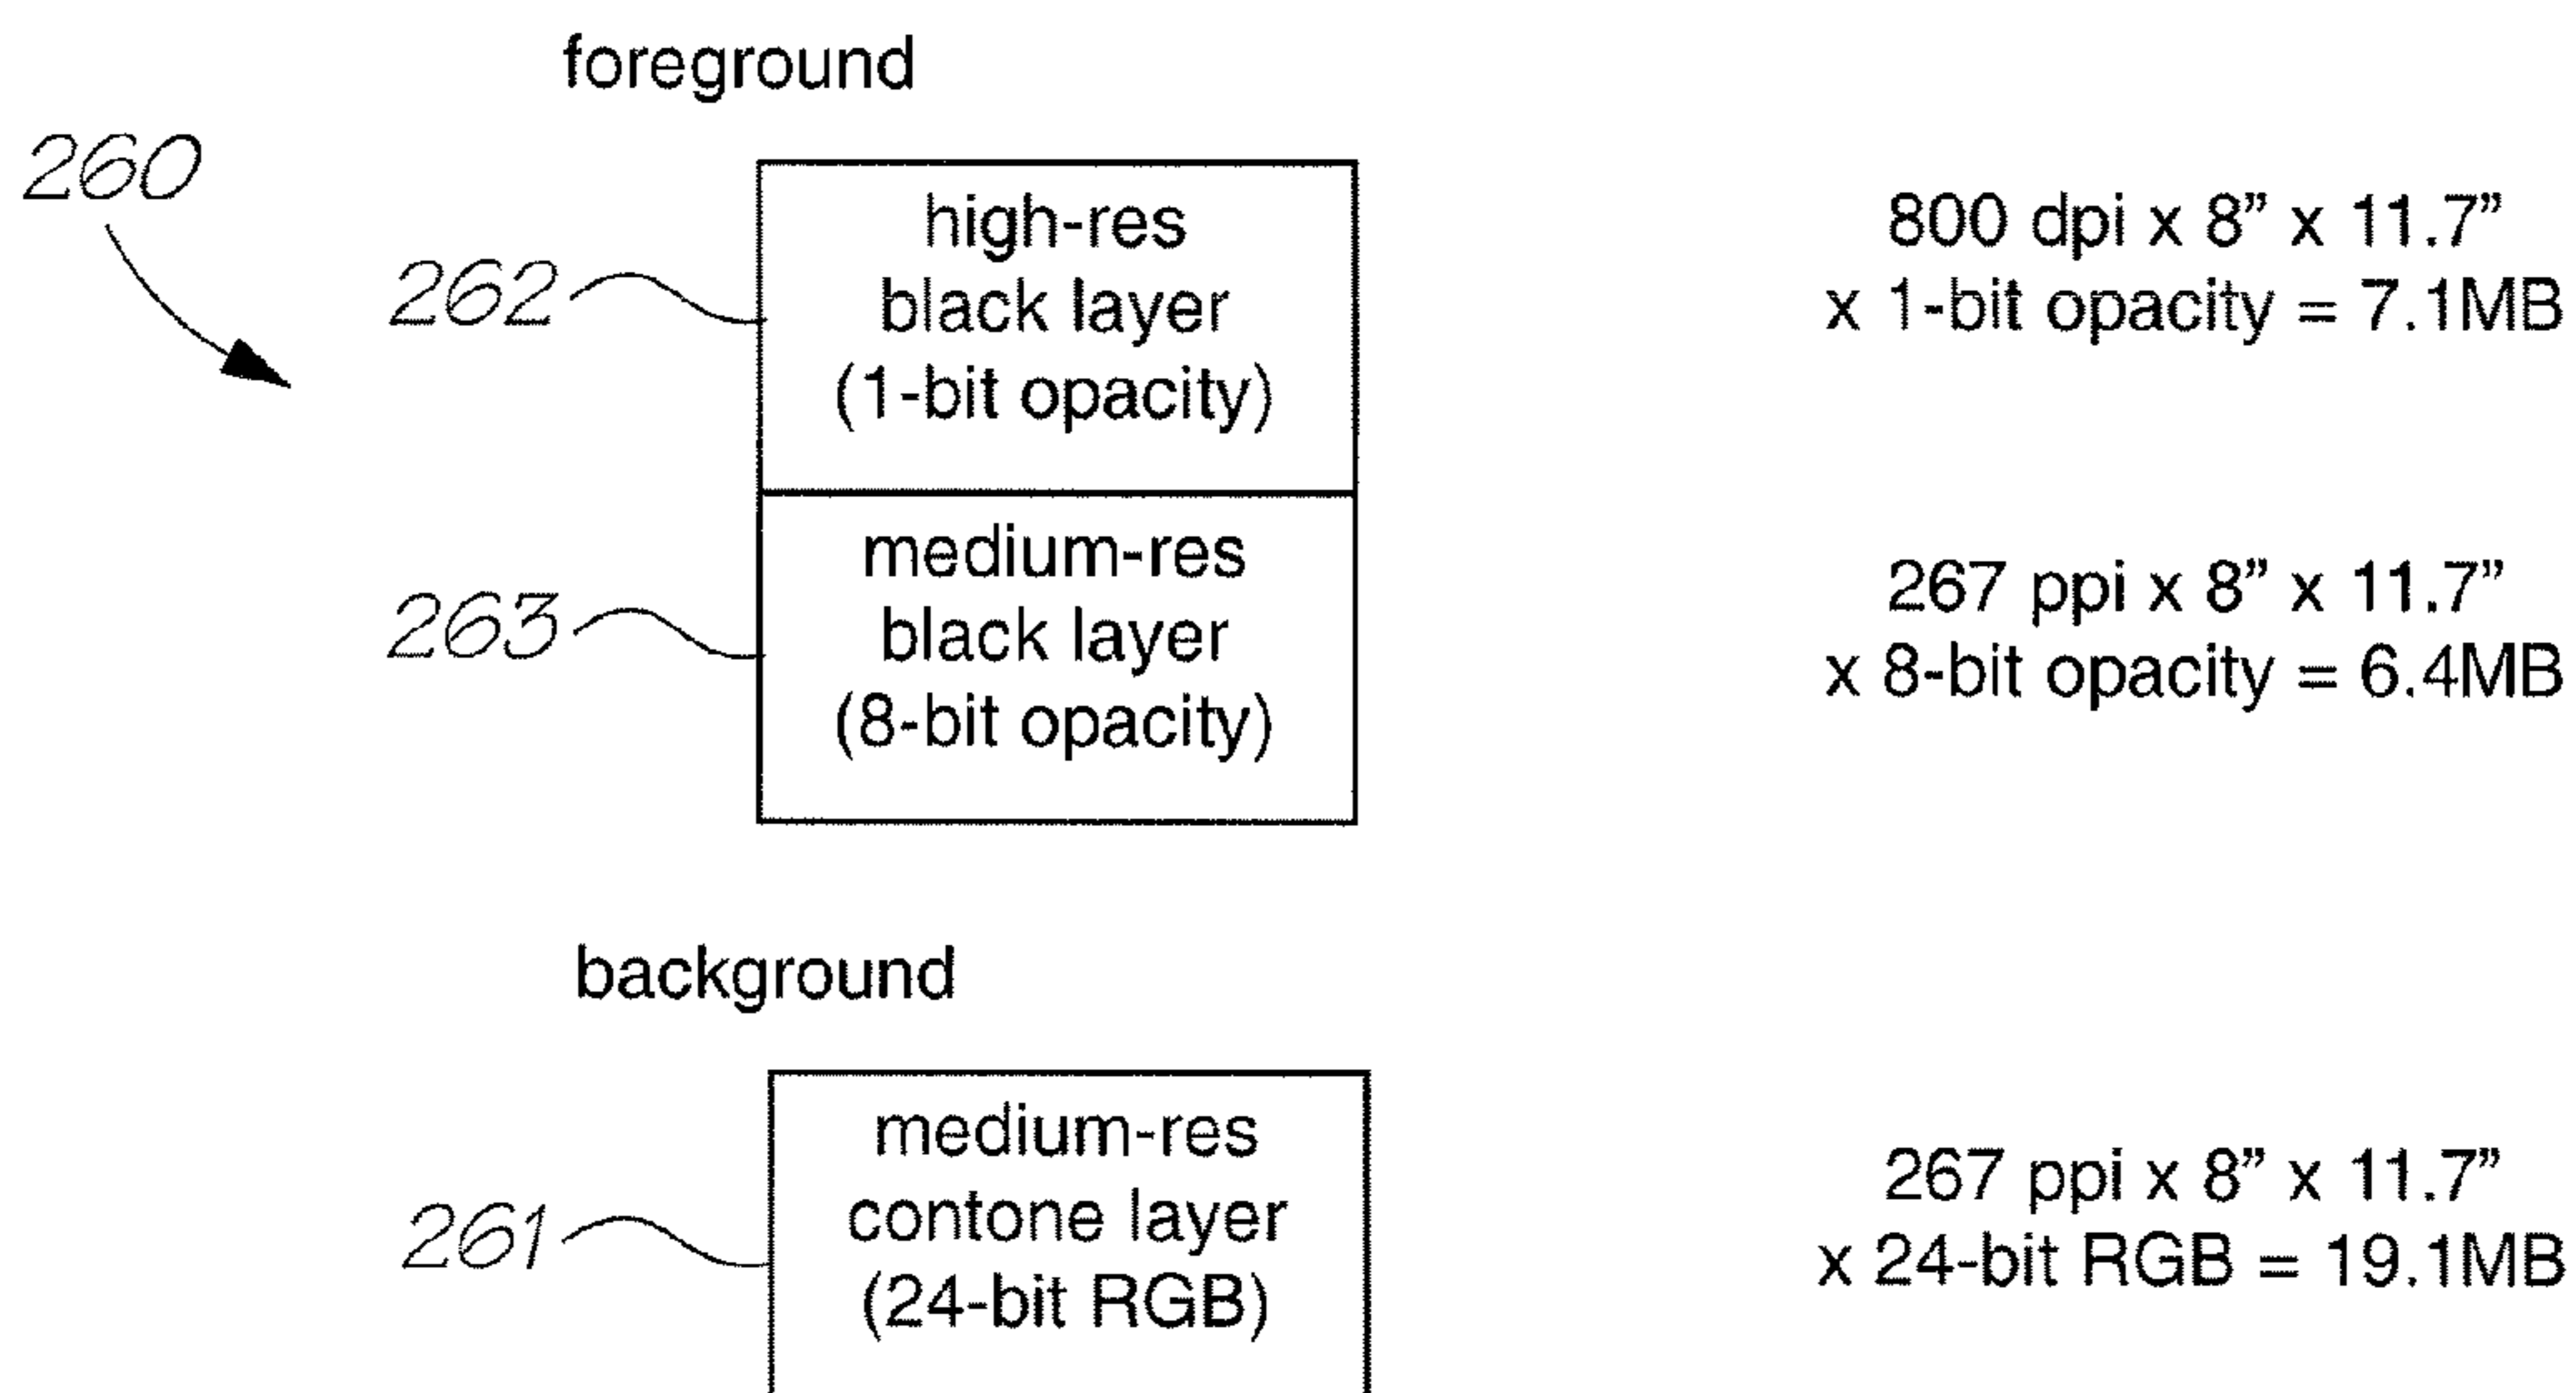 foreground
260
262
high-res
black layer
(1-bit opacity)
800 dpi x 8” x 11.7”
x 1-bit opacity = 7.1MB
263
medium-res
black layer
(8-bit opacity)
267 ppi x 8” x 11.7”
x 8-bit opacity = 6.4MB
background
261
medium-res
contone layer
(24-bit RGB)
267 ppi x 8” x 11.7”
x 24-bit RGB = 19.1MB